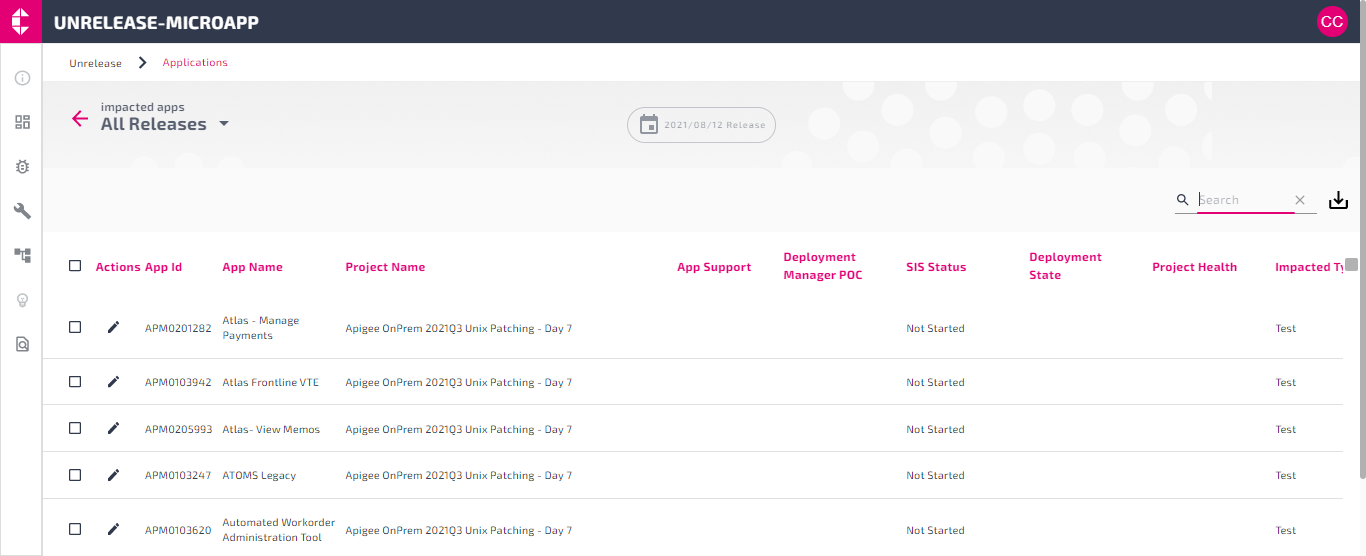 UNRELEASE-MICROAPP
CC
Unrelease
Applications
impacted apps
All Releases
2021/08/12 Release
Search
Actions App Id App Name Project Name App Support Deployment Manager POC SIS Status Deployment State Project Health Impacted Ty
APM0201282 Atlas - Manage Payments Apigee OnPrem 2021Q3 Unix Patching - Day 7 Not Started Test
APM0103942 Atlas Frontline VTE Apigee OnPrem 2021Q3 Unix Patching - Day 7 Not Started Test
APM0205993 Atlas- View Memos Apigee OnPrem 2021Q3 Unix Patching - Day 7 Not Started Test
APM0103247 ATOMS Legacy Apigee OnPrem 2021Q3 Unix Patching - Day 7 Not Started Test
APM0103620 Automated Workorder Administration Tool Apigee OnPrem 2021Q3 Unix Patching - Day 7 Not Started Test